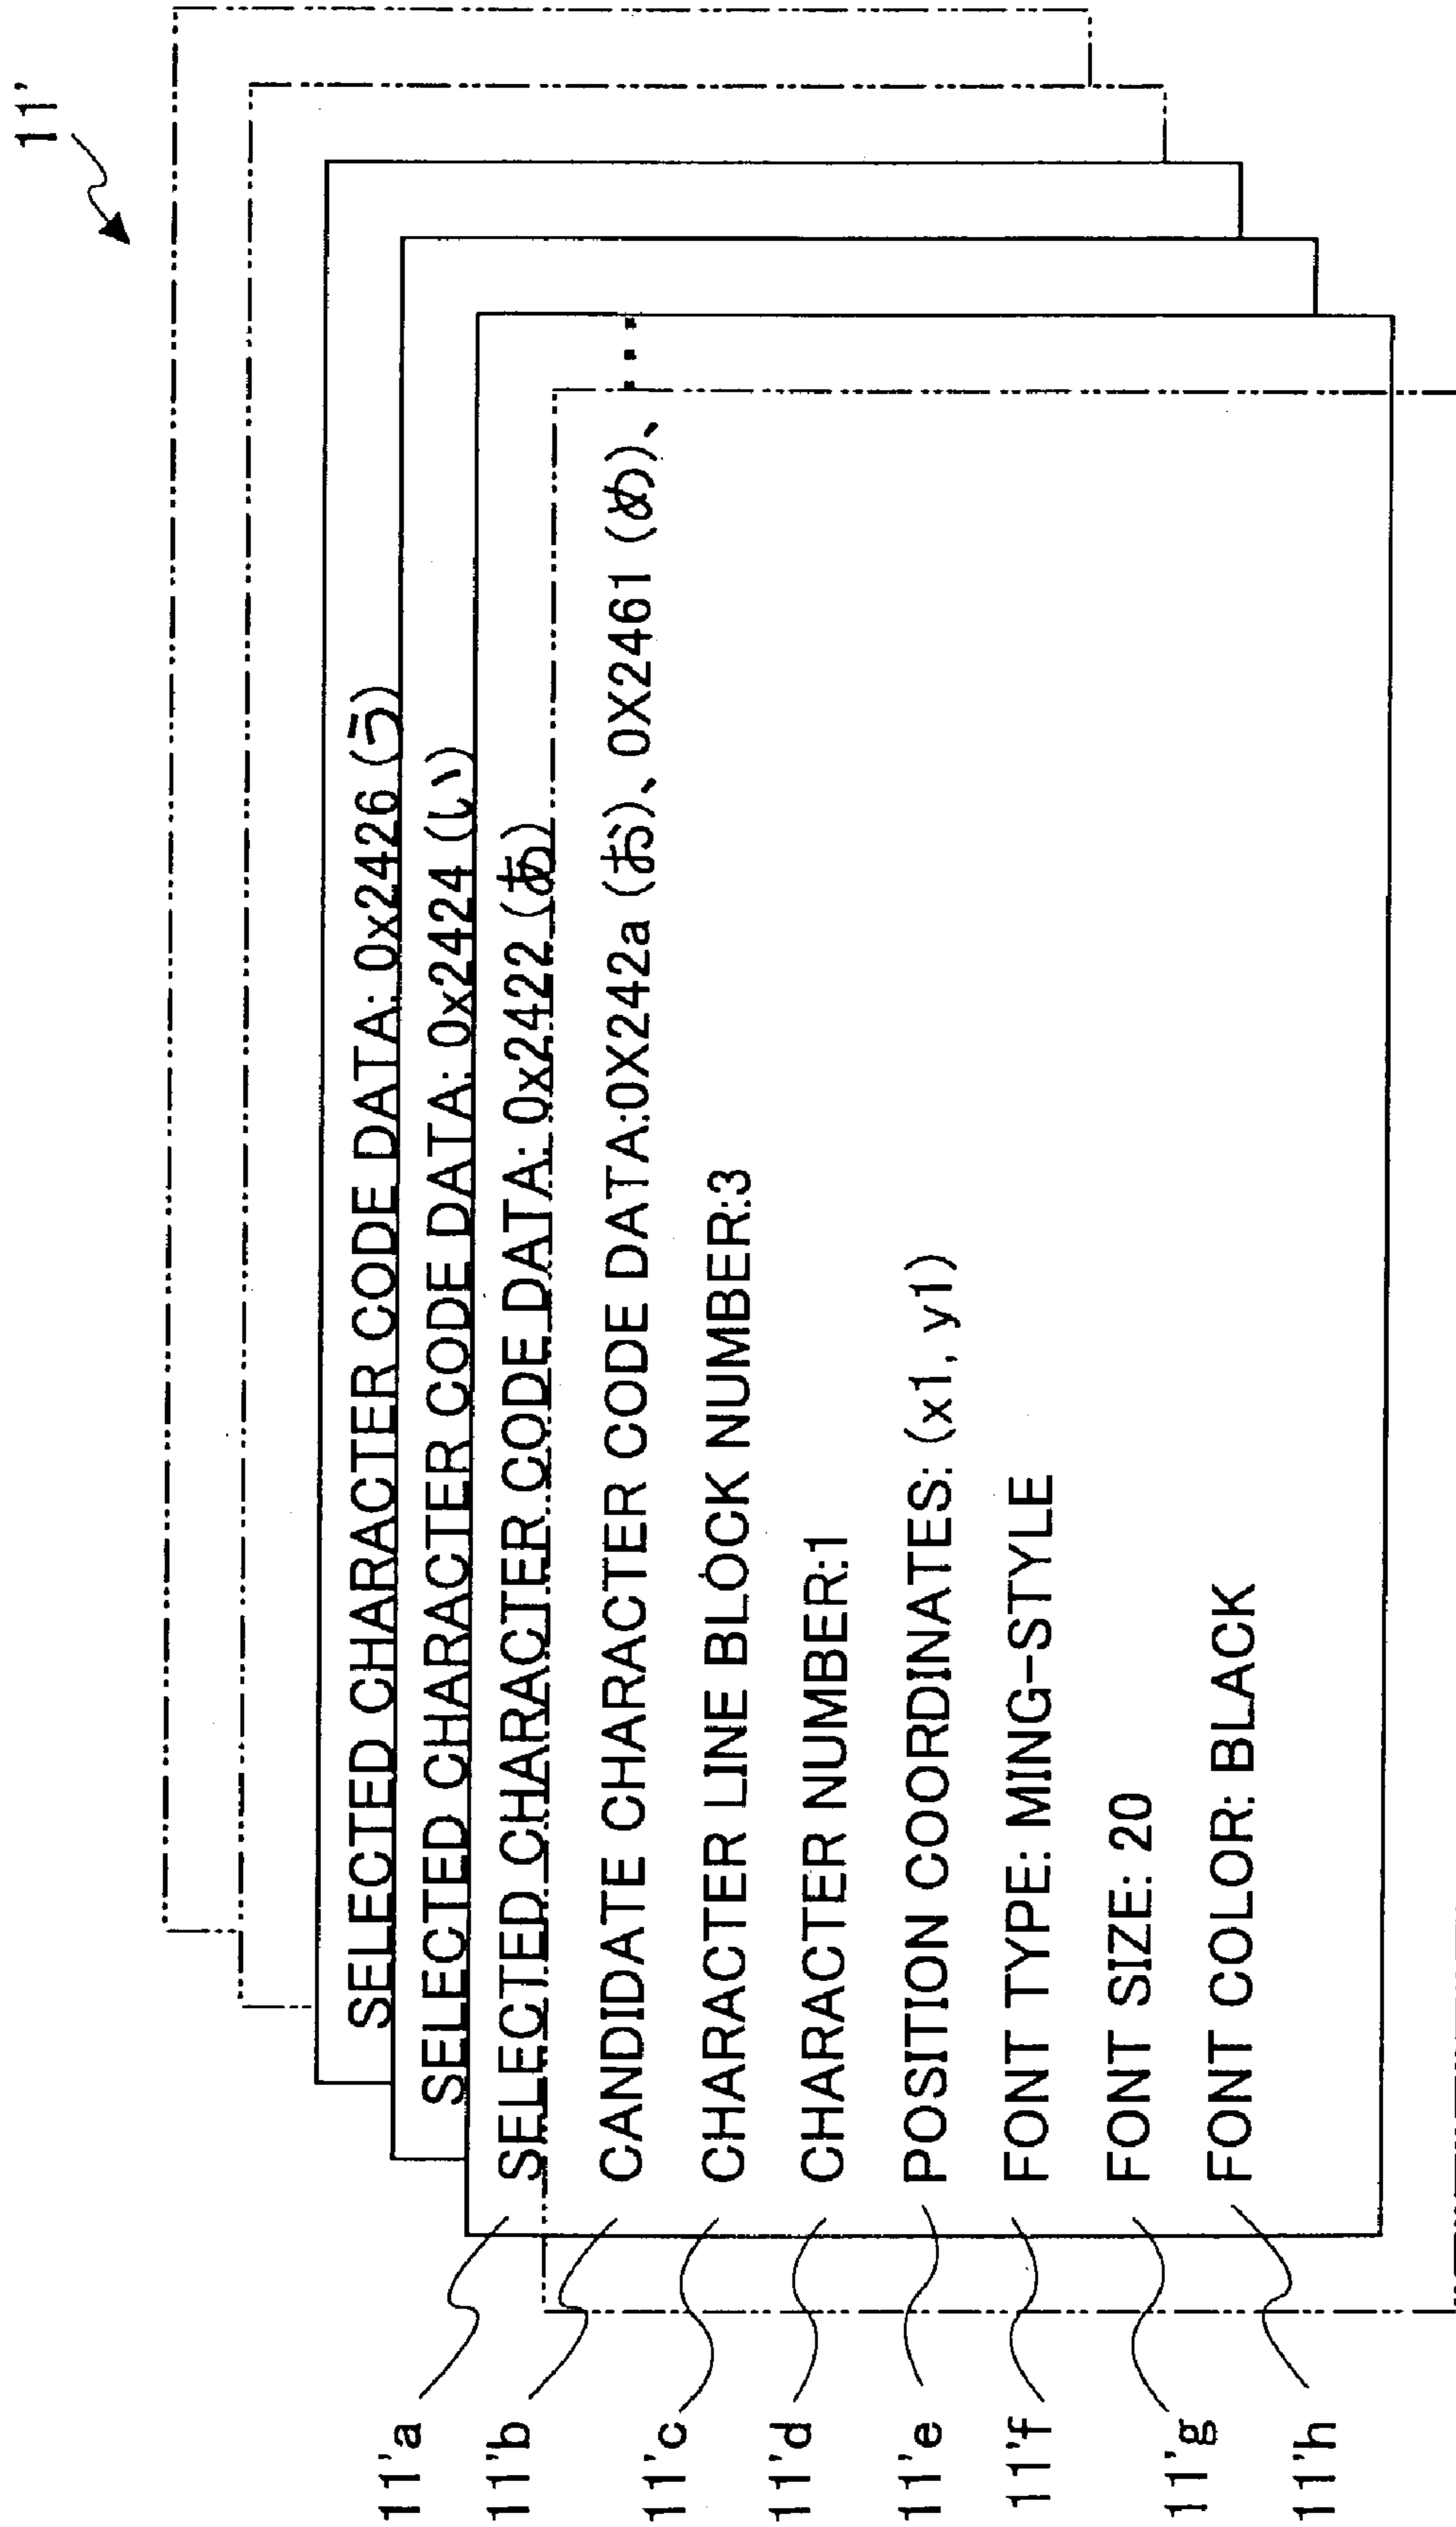 11'
SELECTED CHARACTER CODE DATA: 0x2426 (う)
SELECTED CHARACTER CODE DATA: 0x2424 (い)
11'a SELECTED CHARACTER CODE DATA: 0x2422 (あ)
11'b CANDIDATE CHARACTER CODE DATA:0X242a (お)、0X2461 (め)、...
11'c CHARACTER LINE BLOCK NUMBER:3
11'd CHARACTER NUMBER:1
11'e POSITION COORDINATES: (x1, y1)
11'f FONT TYPE: MING-STYLE
11'g FONT SIZE: 20
11'h FONT COLOR: BLACK